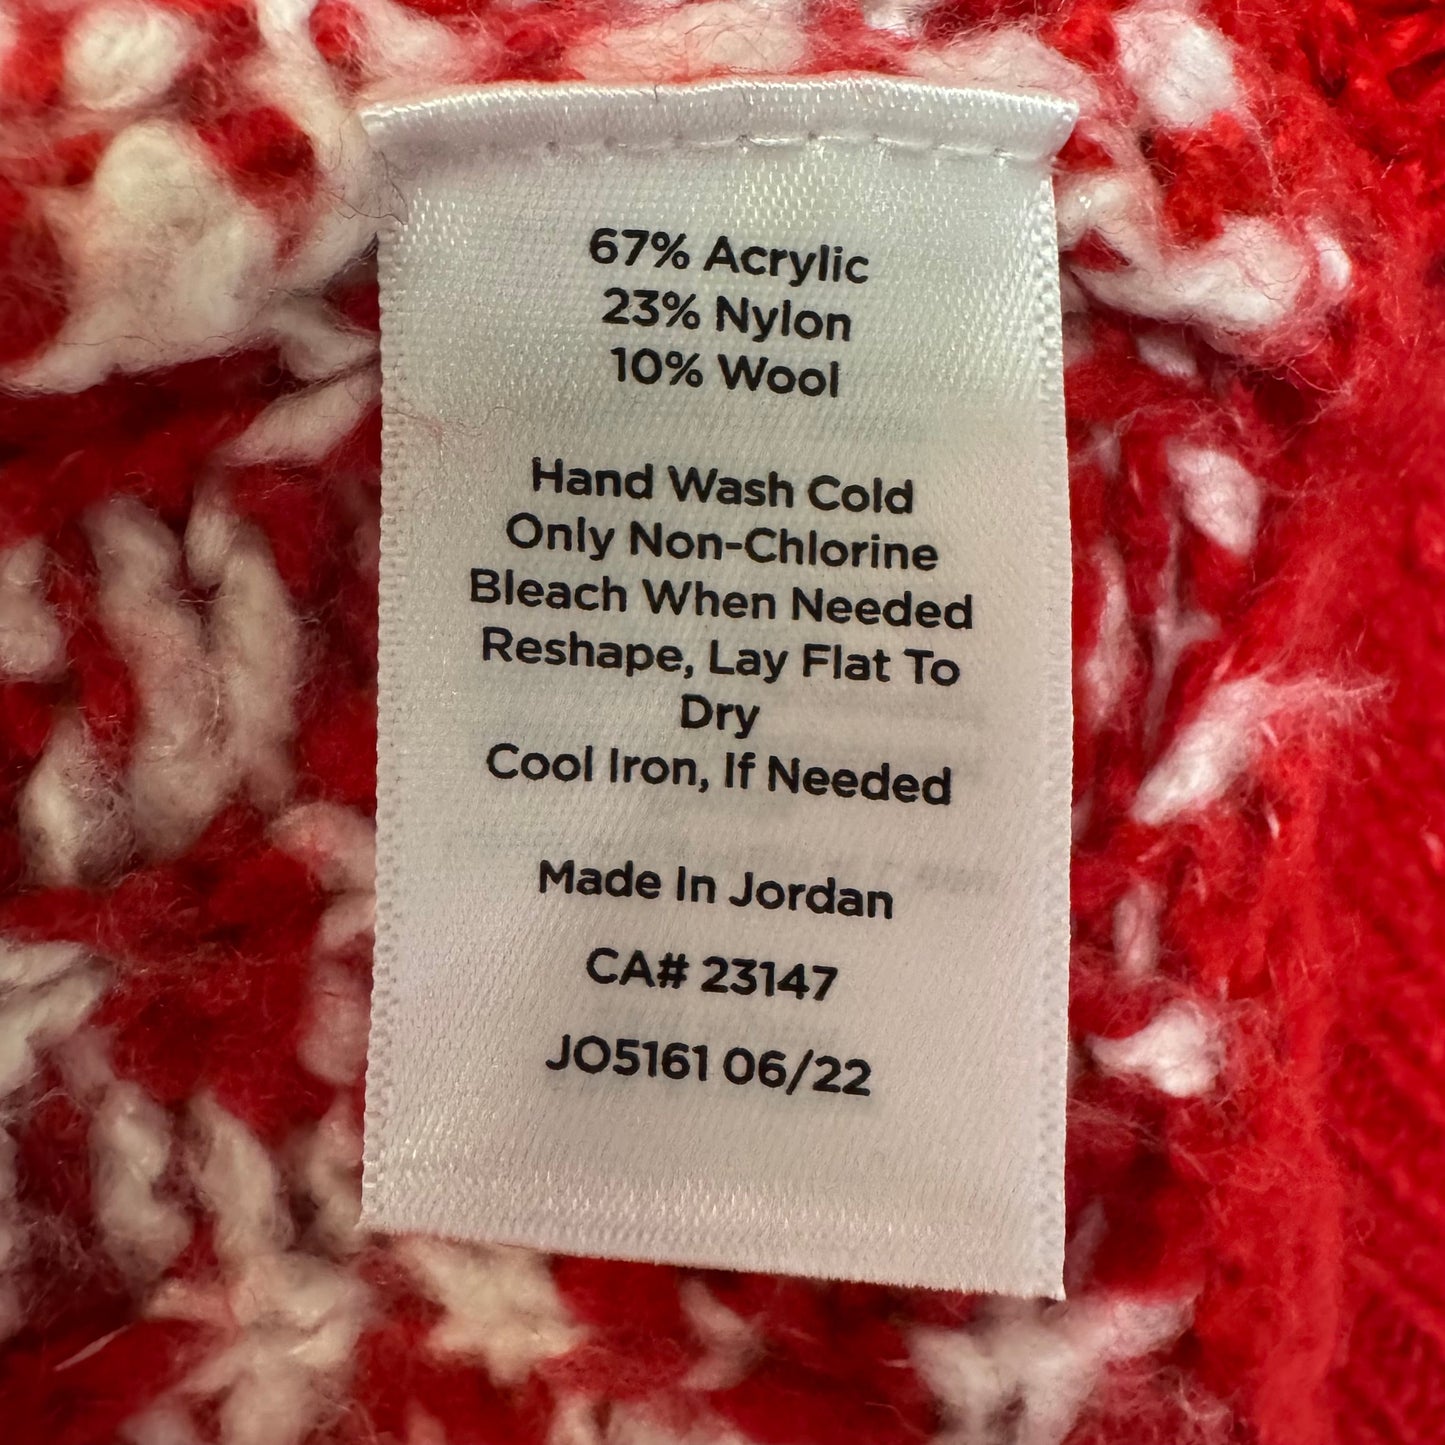 67% Acrylic
23% Nylon
10% Wool
Hand Wash Cold
Only Non-Chlorine
Bleach When Needed
Reshape, Lay Flat To
Dry
Cool Iron, If Needed
Made In Jordan
CA# 23147
JO5161 06/22